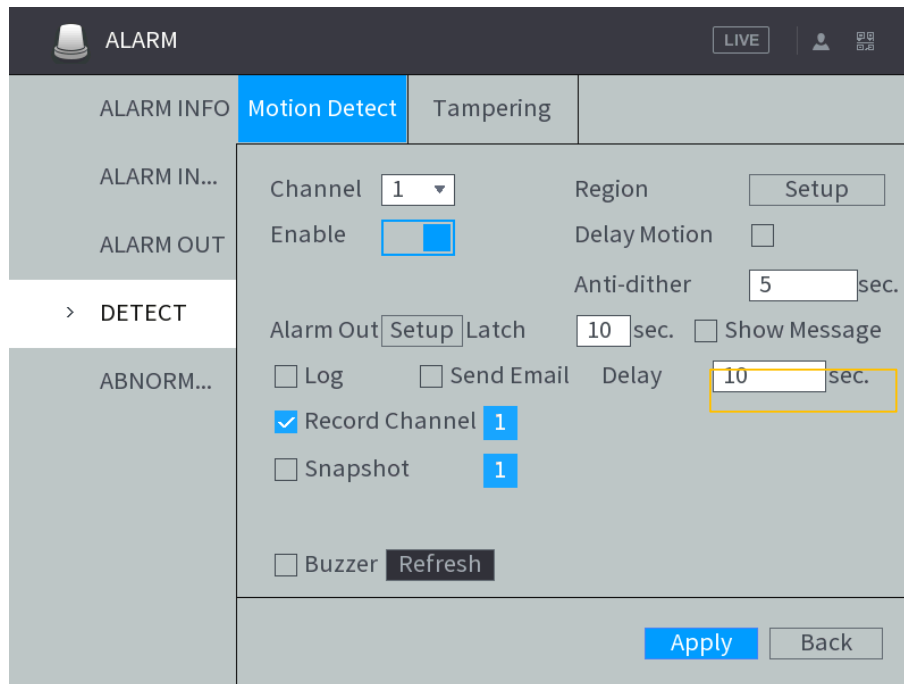 ALARM LIVE
ALARM INFO Motion Detect Tampering
ALARM IN...
Channel 1 Region Setup
ALARM OUT
Enable Delay Motion
Anti-dither 5 sec.
> DETECT
Alarm Out Setup Latch 10 sec. Show Message
ABNORM...
Log Send Email Delay 10 sec.
Record Channel 1
Snapshot 1
Buzzer Refresh
Apply Back